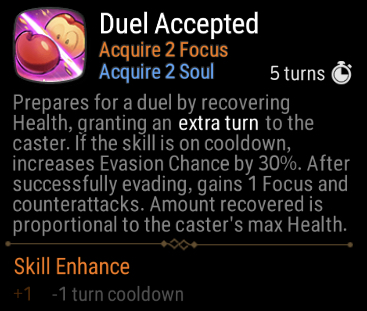 Duel Accepted
Acquire 2 Focus
Acquire 2 Soul
5 turns
Prepares for a duel by recovering
Health, granting an extra turn to the
caster. If the skill is on cooldown,
increases Evasion Chance by 30%. After
successfully evading, gains 1 Focus and
counterattacks. Amount recovered is
proportional to the caster's max Health.
Skill Enhance
+1 -1 turn cooldown